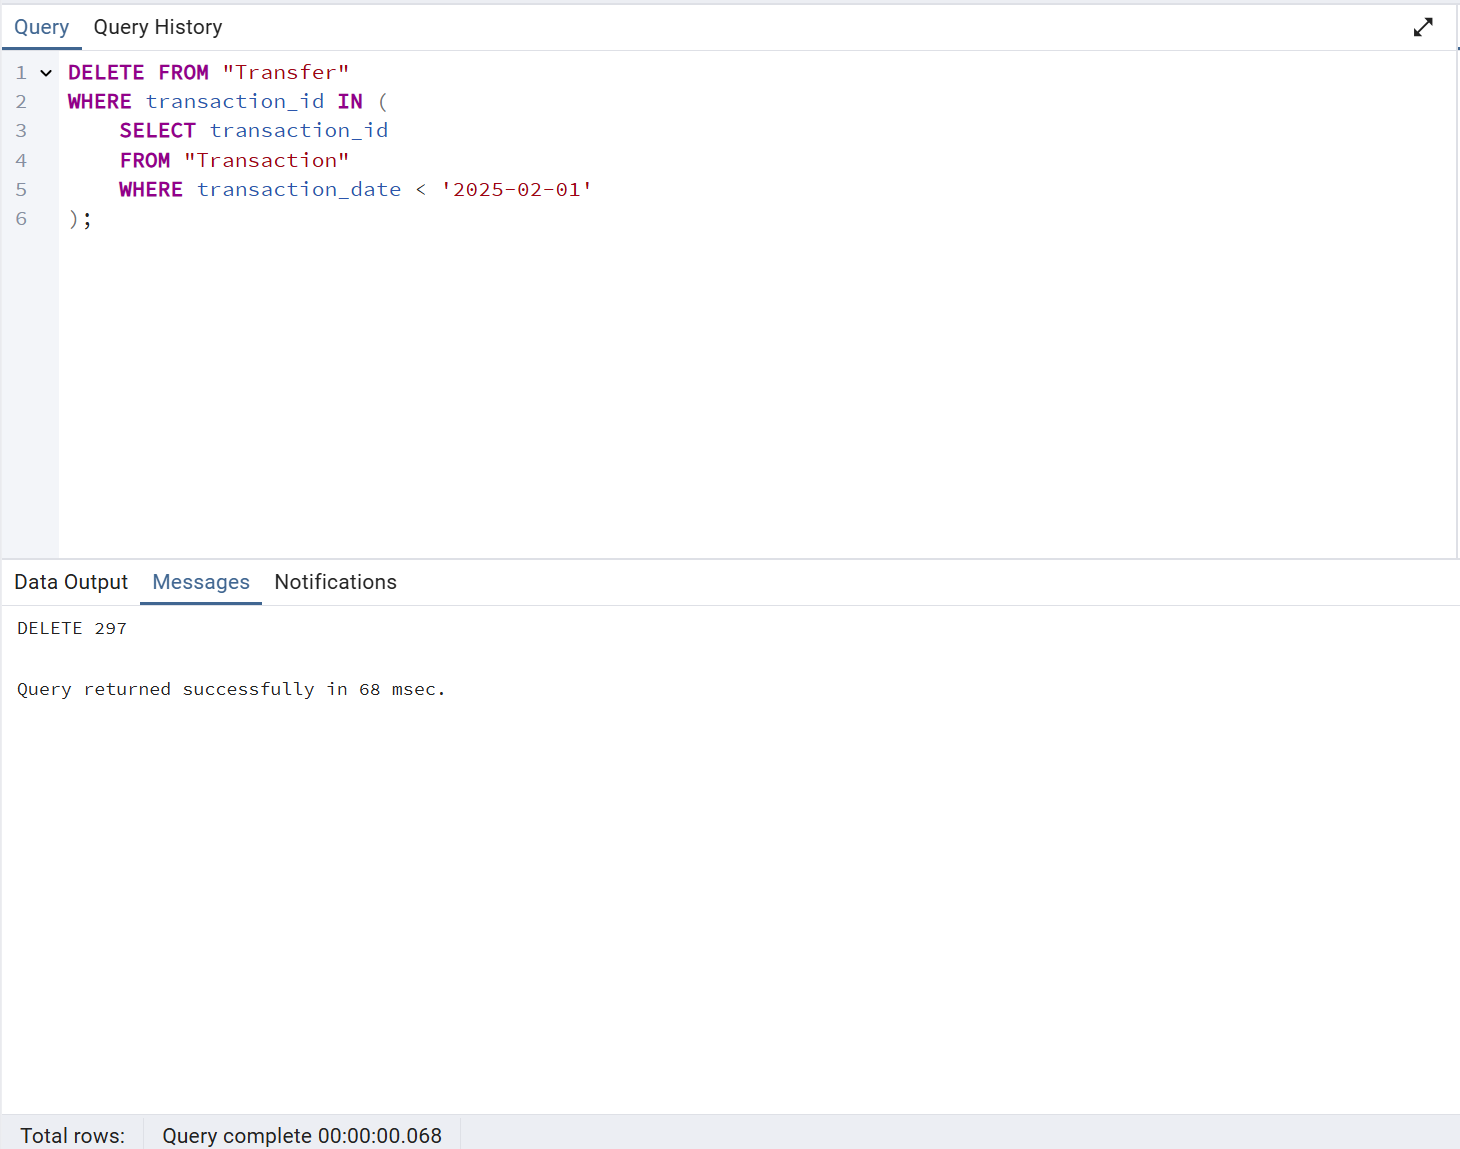 Query Query History
1 DELETE FROM "Transfer"
2 WHERE transaction_id IN (
3     SELECT transaction_id
4     FROM "Transaction"
5     WHERE transaction_date < '2025-02-01'
6 );
Data Output Messages Notifications
DELETE 297
Query returned successfully in 68 msec.
Total rows: Query complete 00:00:00.068